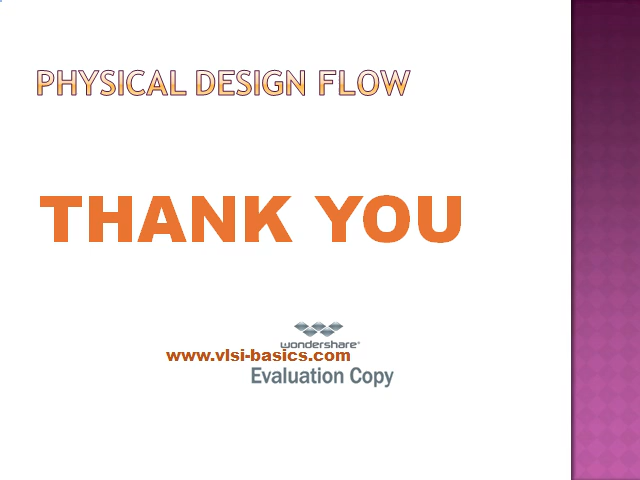 PHYSICAL DESIGN FLOW
THANK YOU
wondershare®
www.vlsi-basics.com
Evaluation Copy